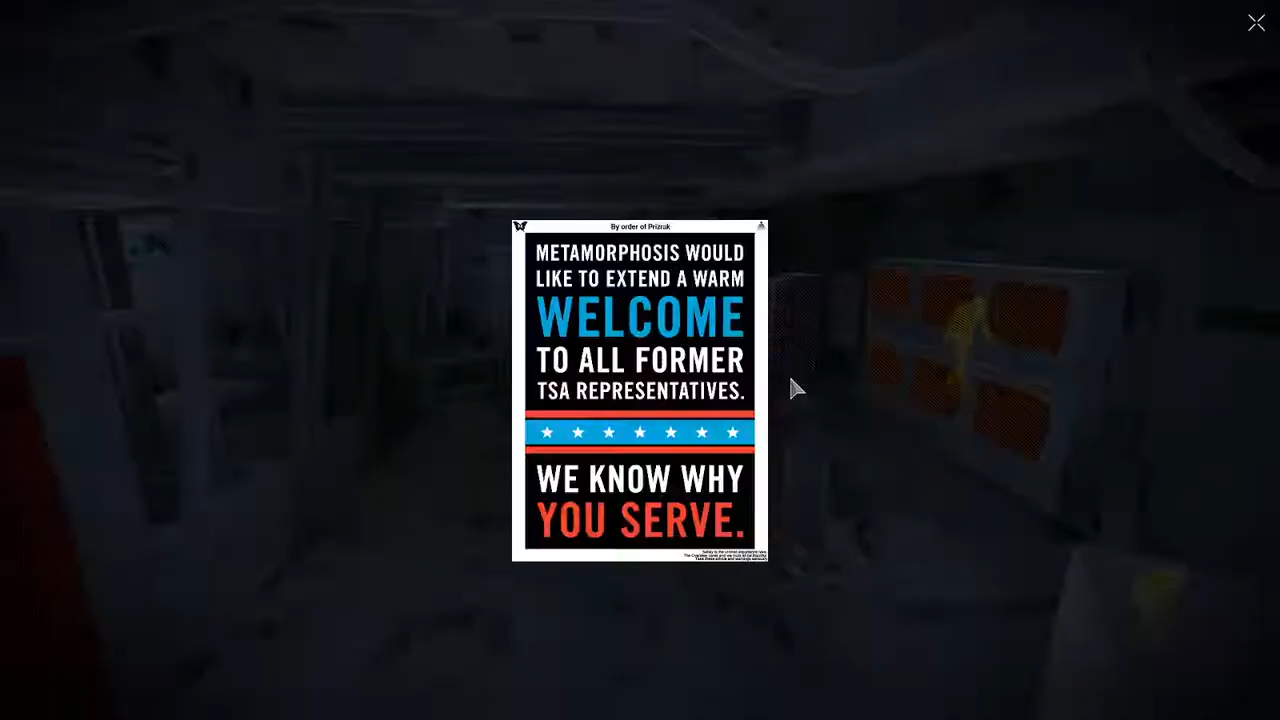 By order of Prizrak
METAMORPHOSIS WOULD
LIKE TO EXTEND A WARM
WELCOME
TO ALL FORMER
TSA REPRESENTATIVES.
WE KNOW WHY
YOU SERVE.